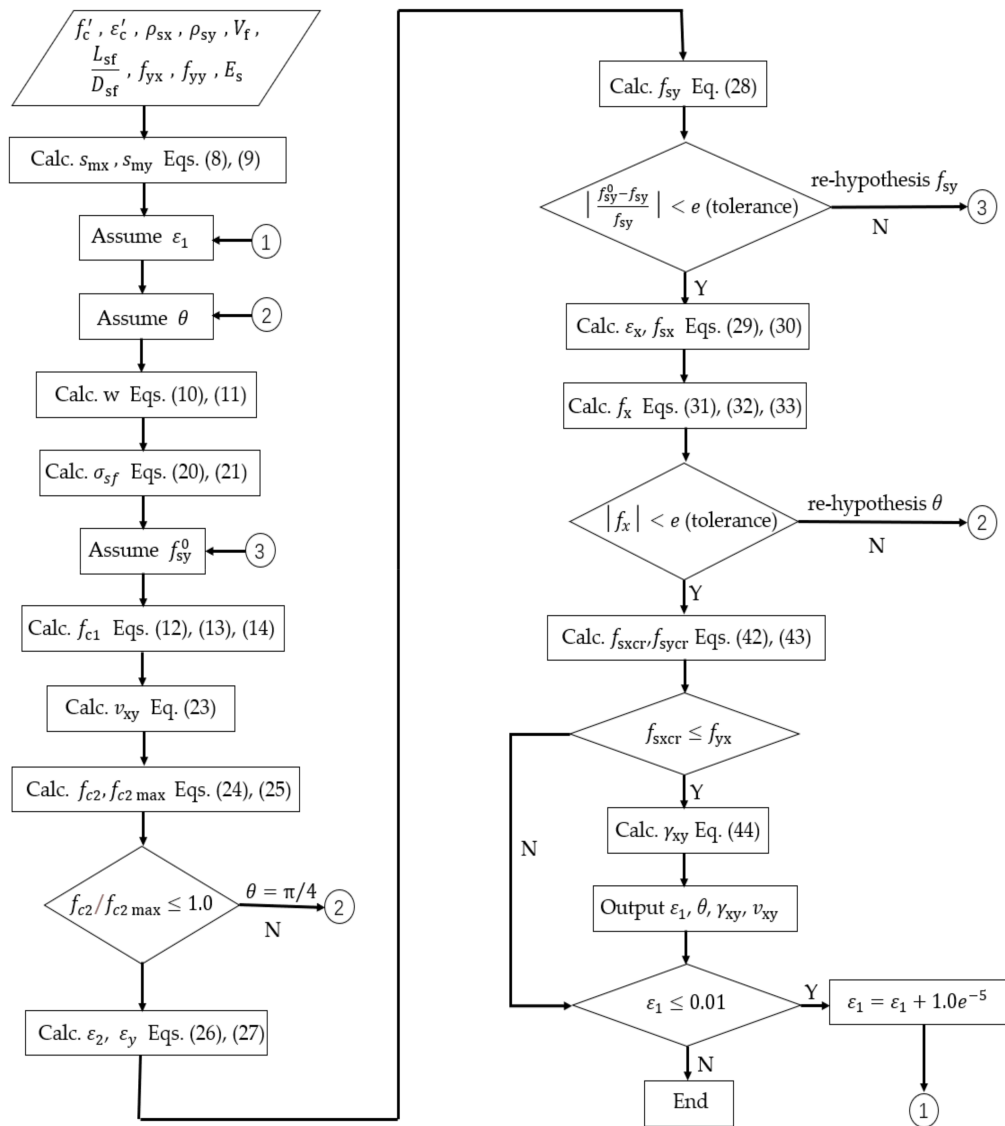 f′c , ε′c , ρsx , ρsy , Vf ,
Lsf/Dsf , fyx , fyy , Es
Calc. smx , smy Eqs. (8), (9)
Assume ε1
1
Assume θ
2
Calc. w Eqs. (10), (11)
Calc. σsf Eqs. (20), (21)
Assume f⁰sy
3
Calc. fc1 Eqs. (12), (13), (14)
Calc. vxy Eq. (23)
Calc. fc2, fc2 max Eqs. (24), (25)
fc2/fc2 max ≤ 1.0
θ = π/4
N
2
Calc. ε2, εy Eqs. (26), (27)
Calc. fsy Eq. (28)
| (f⁰sy − fsy)/fsy | < e (tolerance)
re-hypothesis fsy
N
3
Y
Calc. εx, fsx Eqs. (29), (30)
Calc. fx Eqs. (31), (32), (33)
|fx| < e (tolerance)
re-hypothesis θ
N
2
Y
Calc. fsxcr, fsycr Eqs. (42), (43)
fsxcr ≤ fyx
Y
N
Calc. γxy Eq. (44)
Output ε1, θ, γxy, vxy
ε1 ≤ 0.01
Y
ε1 = ε1 + 1.0e⁻⁵
N
End
1